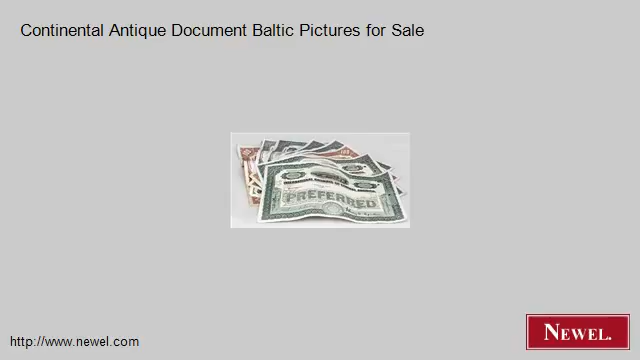 Continental Antique Document Baltic Pictures for Sale
PREFERRED
http://www.newel.com
NEWEL.